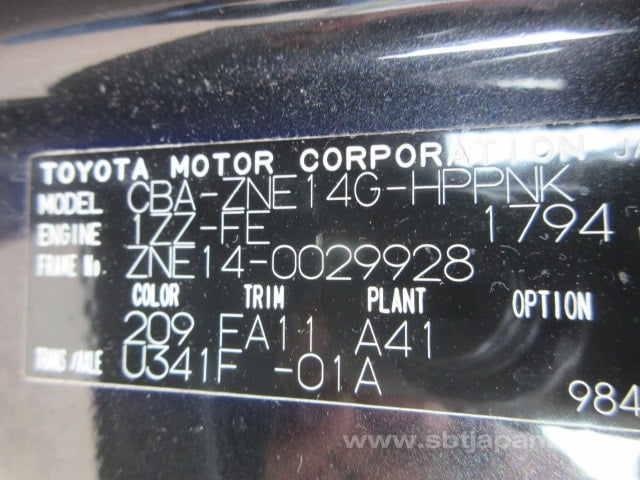 TOYOTA MOTOR CORPORATION JA
MODEL CBA-ZNE14G-HPPNK
ENGINE 1ZZ-FE 1794
FRAME No. ZNE14-0029928
COLOR TRIM PLANT OPTION
209 FA11 A41
TRANS/AXLE U341F -01A
984
www.sbtjapan